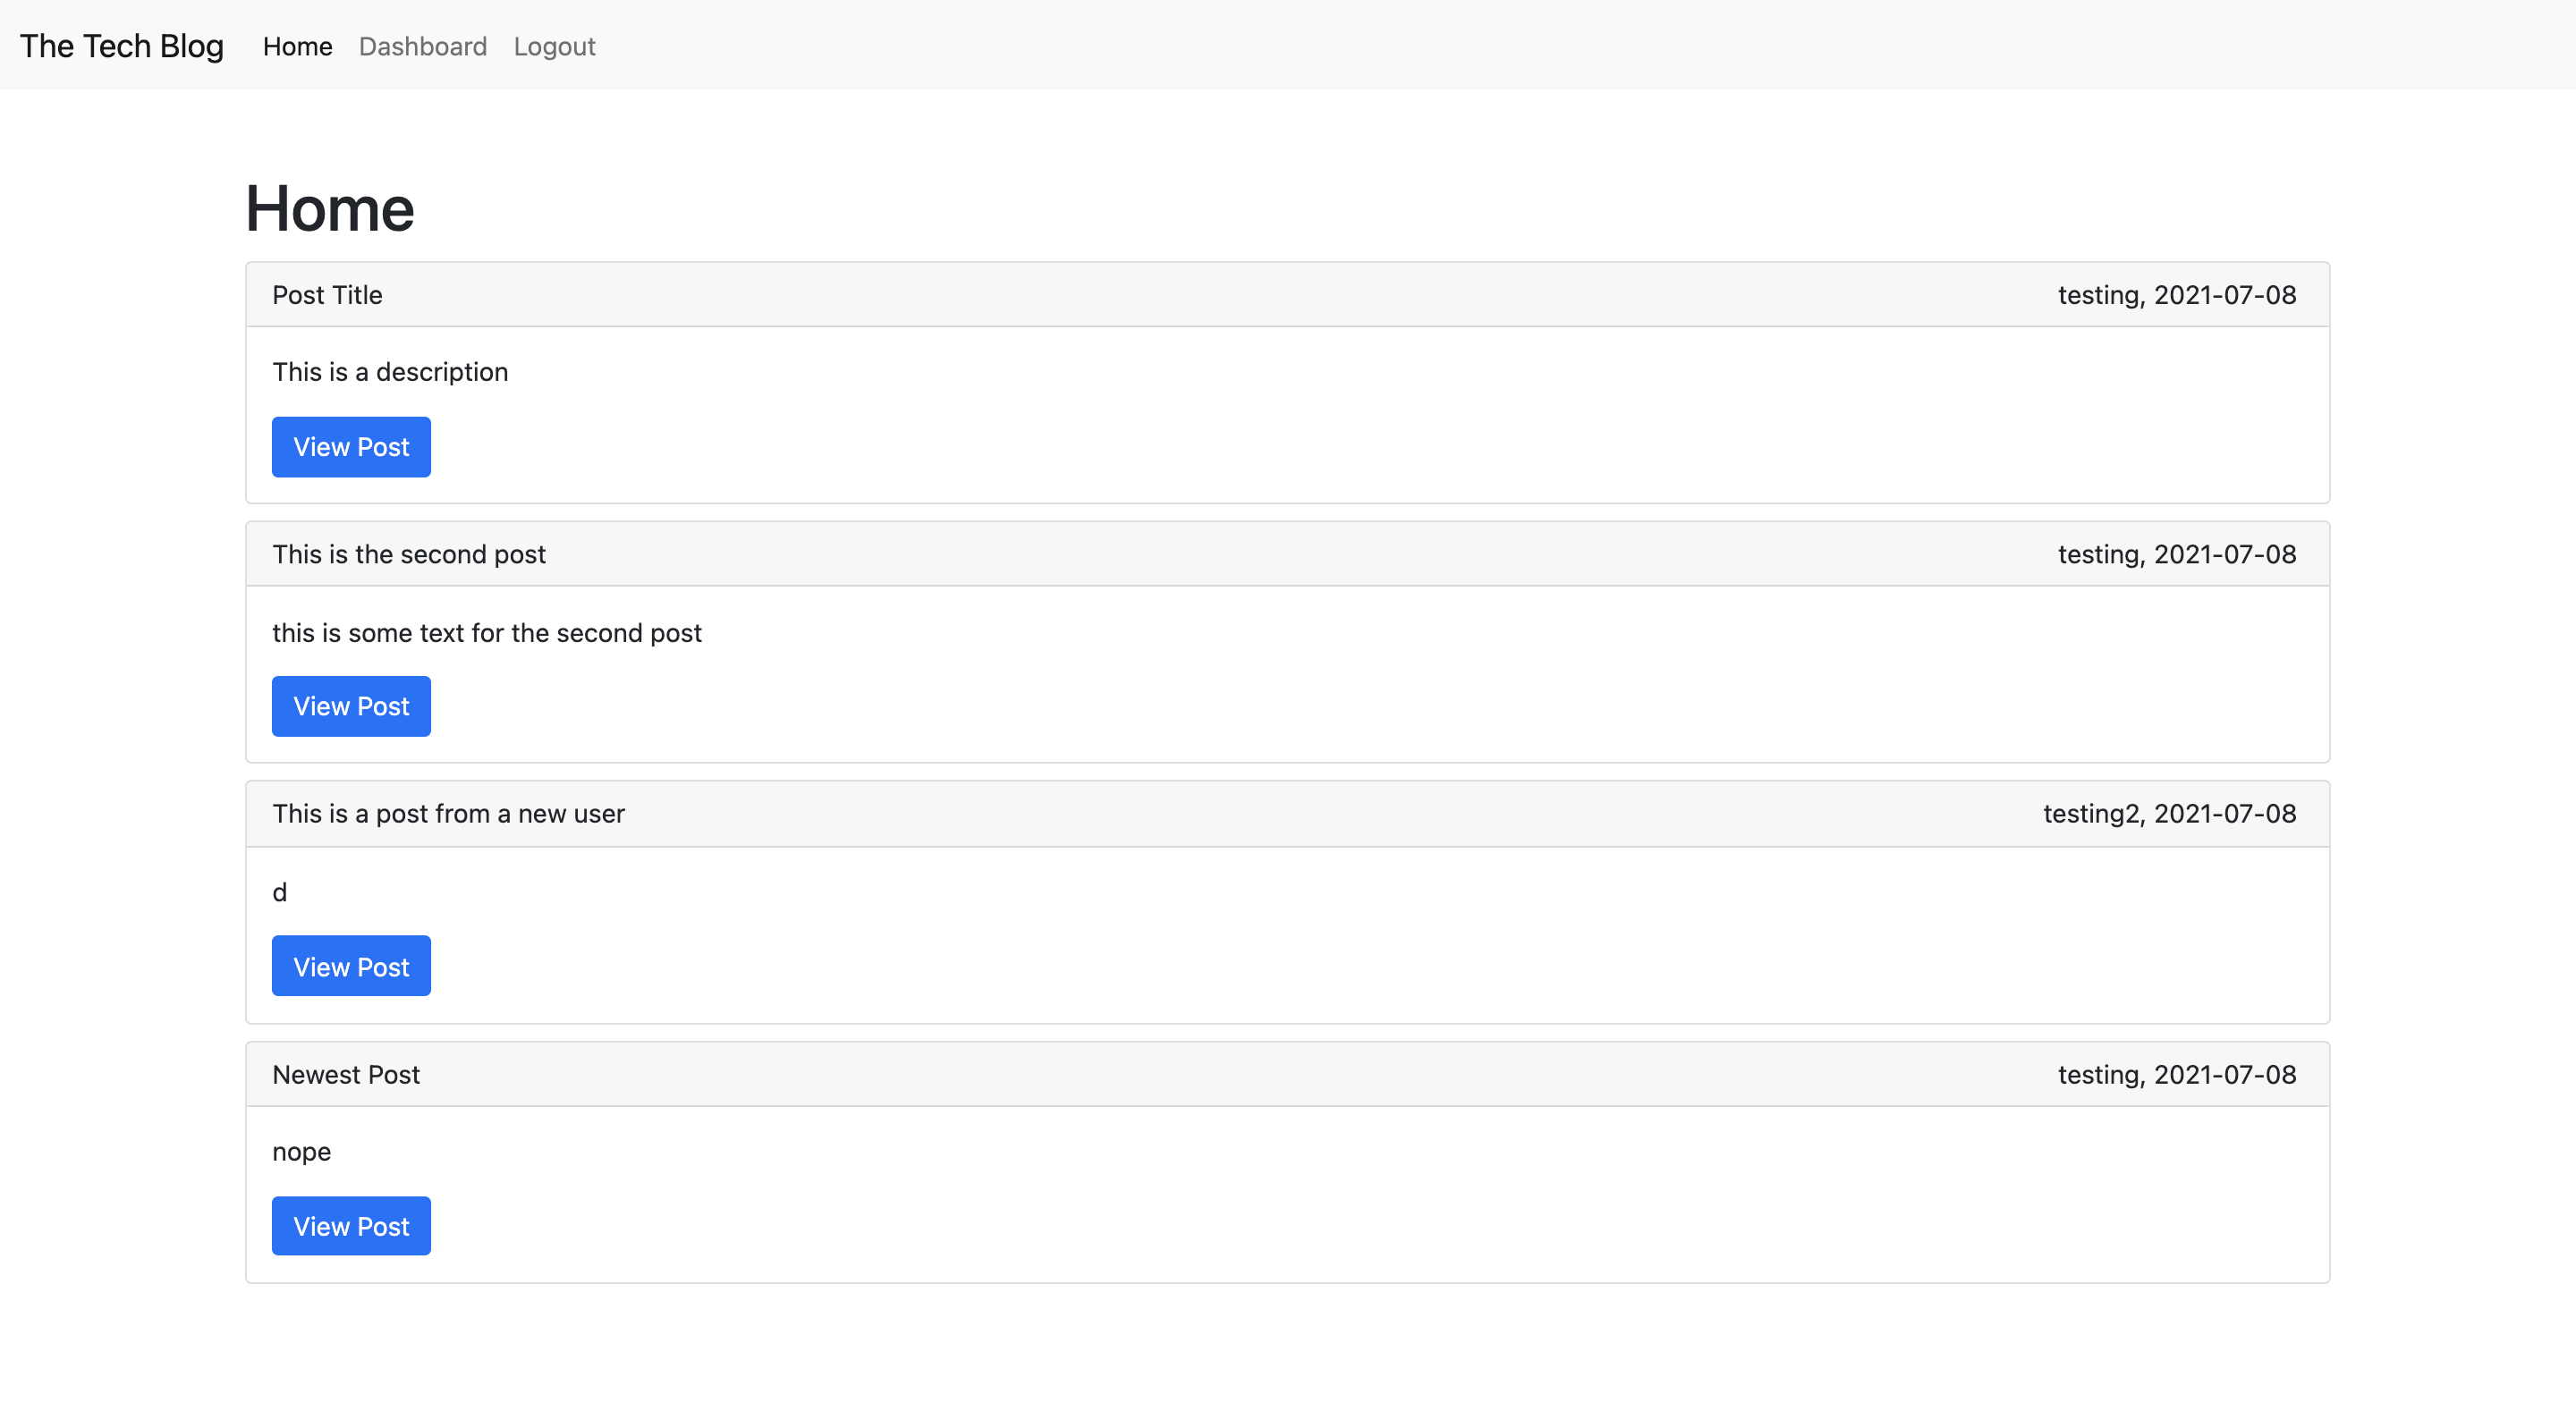 The Tech Blog Home Dashboard Logout
Home
Post Title testing, 2021-07-08
This is a description
View Post
This is the second post testing, 2021-07-08
this is some text for the second post
View Post
This is a post from a new user testing2, 2021-07-08
d
View Post
Newest Post testing, 2021-07-08
nope
View Post